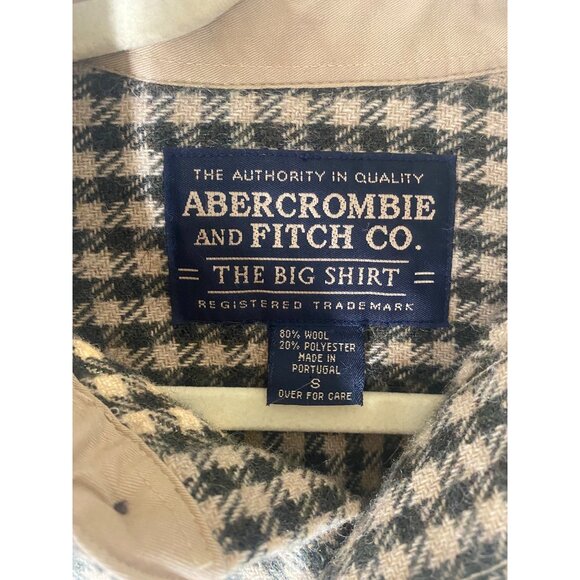 THE AUTHORITY IN QUALITY
ABERCROMBIE
AND FITCH CO.
THE BIG SHIRT
REGISTERED TRADEMARK
80% WOOL
20% POLYESTER
MADE IN
PORTUGAL
S
OVER FOR CARE